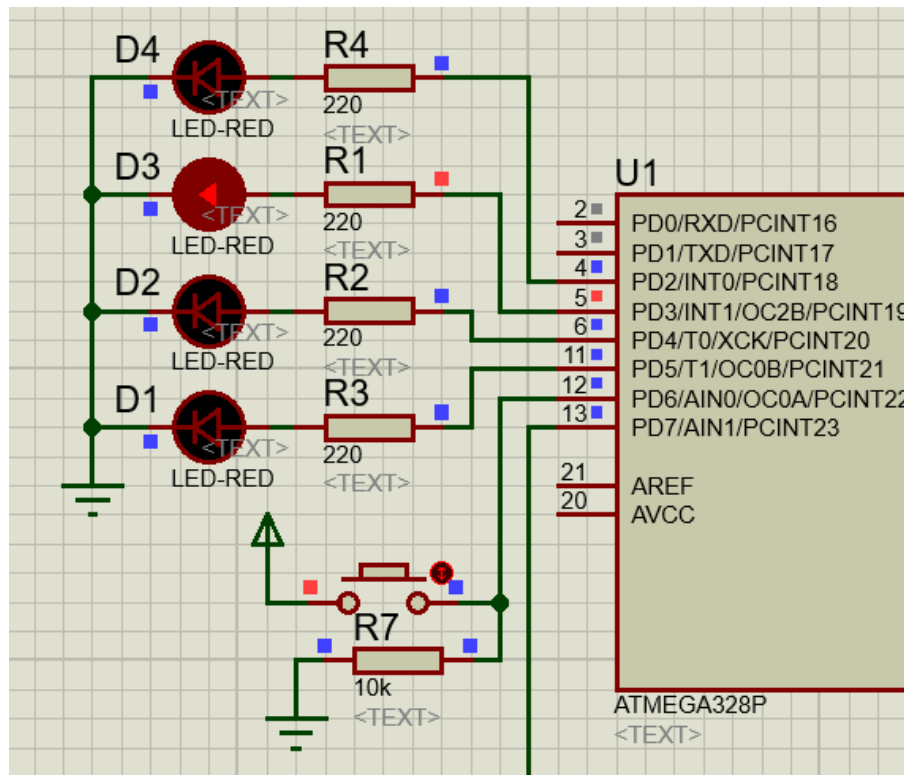 D4
<TEXT>
LED-RED
R4
220
<TEXT>
D3
<TEXT>
LED-RED
R1
220
<TEXT>
D2
<TEXT>
LED-RED
R2
220
<TEXT>
D1
<TEXT>
LED-RED
R3
220
<TEXT>
R7
10k
<TEXT>
U1
2 PD0/RXD/PCINT16
3 PD1/TXD/PCINT17
4 PD2/INT0/PCINT18
5 PD3/INT1/OC2B/PCINT19
6 PD4/T0/XCK/PCINT20
11 PD5/T1/OC0B/PCINT21
12 PD6/AIN0/OC0A/PCINT22
13 PD7/AIN1/PCINT23
21 AREF
20 AVCC
ATMEGA328P
<TEXT>